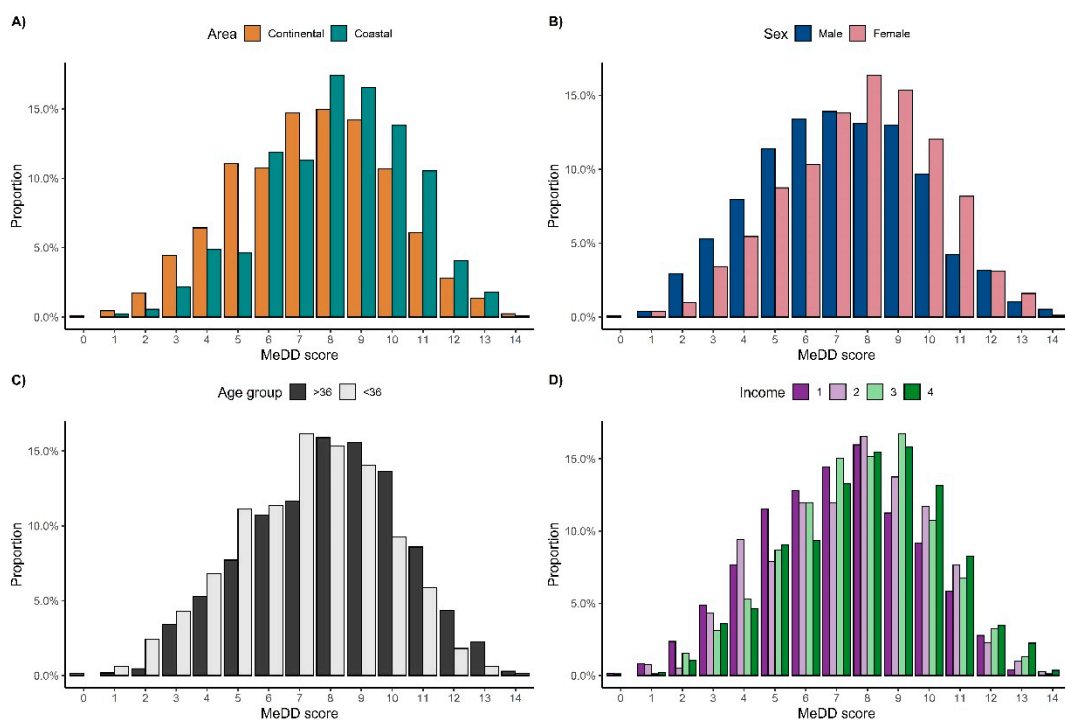 A)
Area Continental Coastal
15.0%
10.0%
5.0%
0.0%
Proportion
0 1 2 3 4 5 6 7 8 9 10 11 12 13 14
MeDD score
B)
Sex Male Female
15.0%
10.0%
5.0%
0.0%
Proportion
0 1 2 3 4 5 6 7 8 9 10 11 12 13 14
MeDD score
C)
Age group >36 <36
15.0%
10.0%
5.0%
0.0%
Proportion
0 1 2 3 4 5 6 7 8 9 10 11 12 13 14
MeDD score
D)
Income 1 2 3 4
15.0%
10.0%
5.0%
0.0%
Proportion
0 1 2 3 4 5 6 7 8 9 10 11 12 13 14
MeDD score